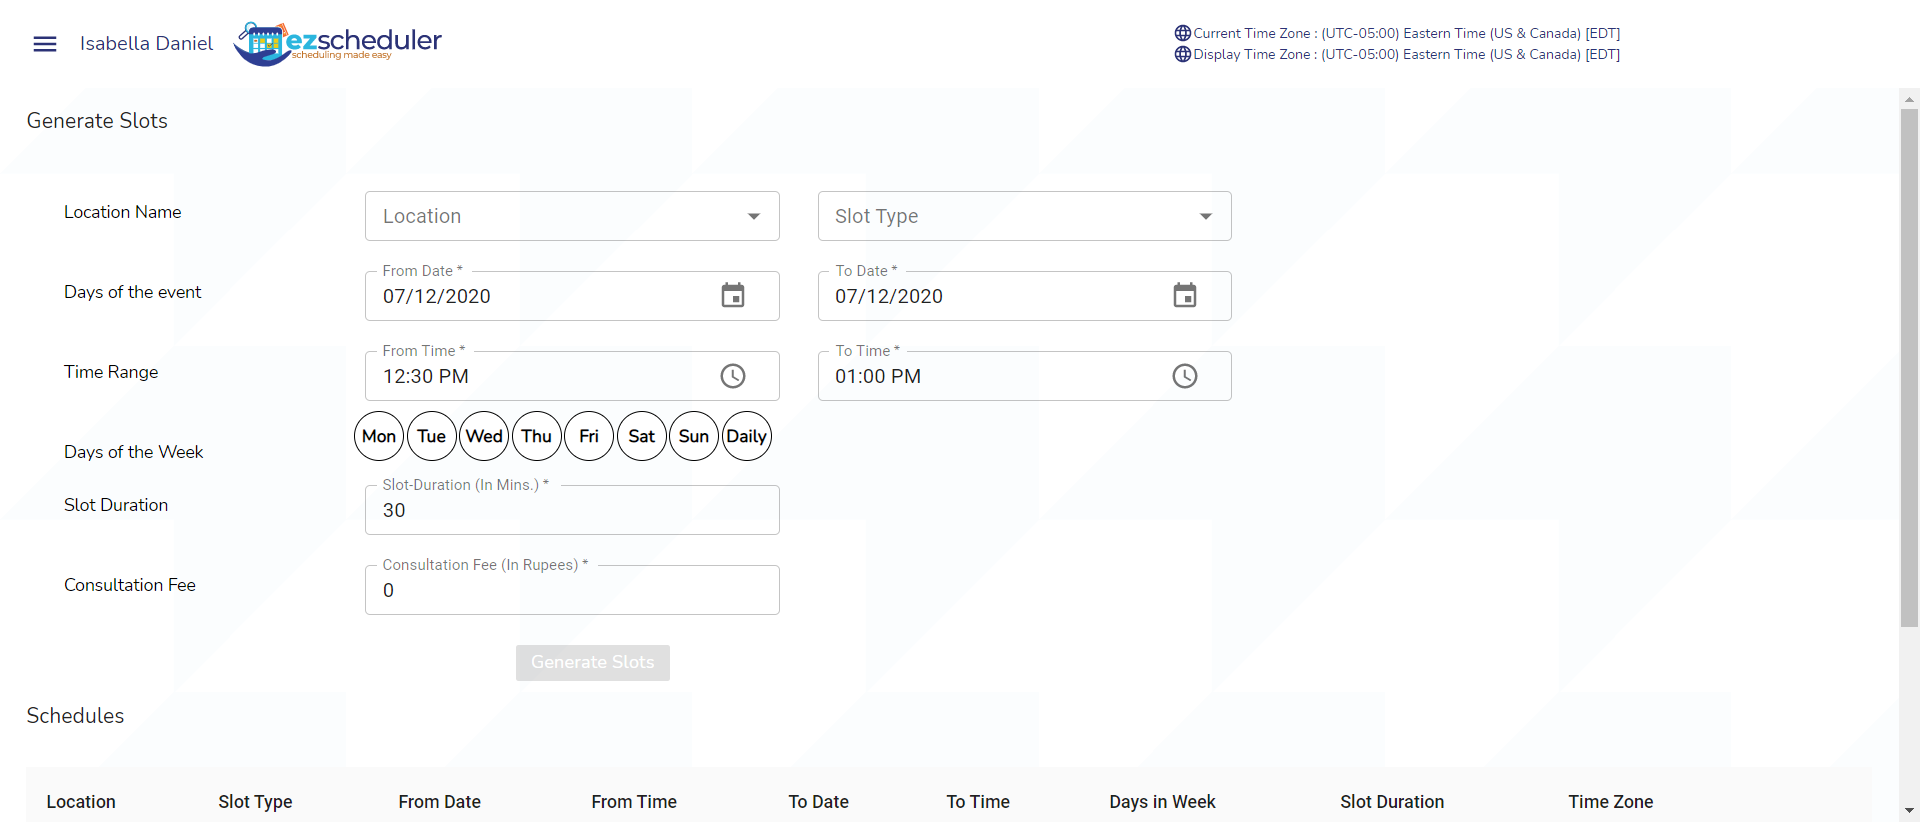 Isabella Daniel
ezscheduler
scheduling made easy
Current Time Zone : (UTC-05:00) Eastern Time (US & Canada) [EDT]
Display Time Zone : (UTC-05:00) Eastern Time (US & Canada) [EDT]
Generate Slots
Location Name
Location
Slot Type
Days of the event
From Date *
07/12/2020
To Date *
07/12/2020
Time Range
From Time *
12:30 PM
To Time *
01:00 PM
Days of the Week
Mon Tue Wed Thu Fri Sat Sun Daily
Slot Duration
Slot-Duration (In Mins.) *
30
Consultation Fee
Consultation Fee (In Rupees) *
0
Generate Slots
Schedules
Location Slot Type From Date From Time To Date To Time Days in Week Slot Duration Time Zone